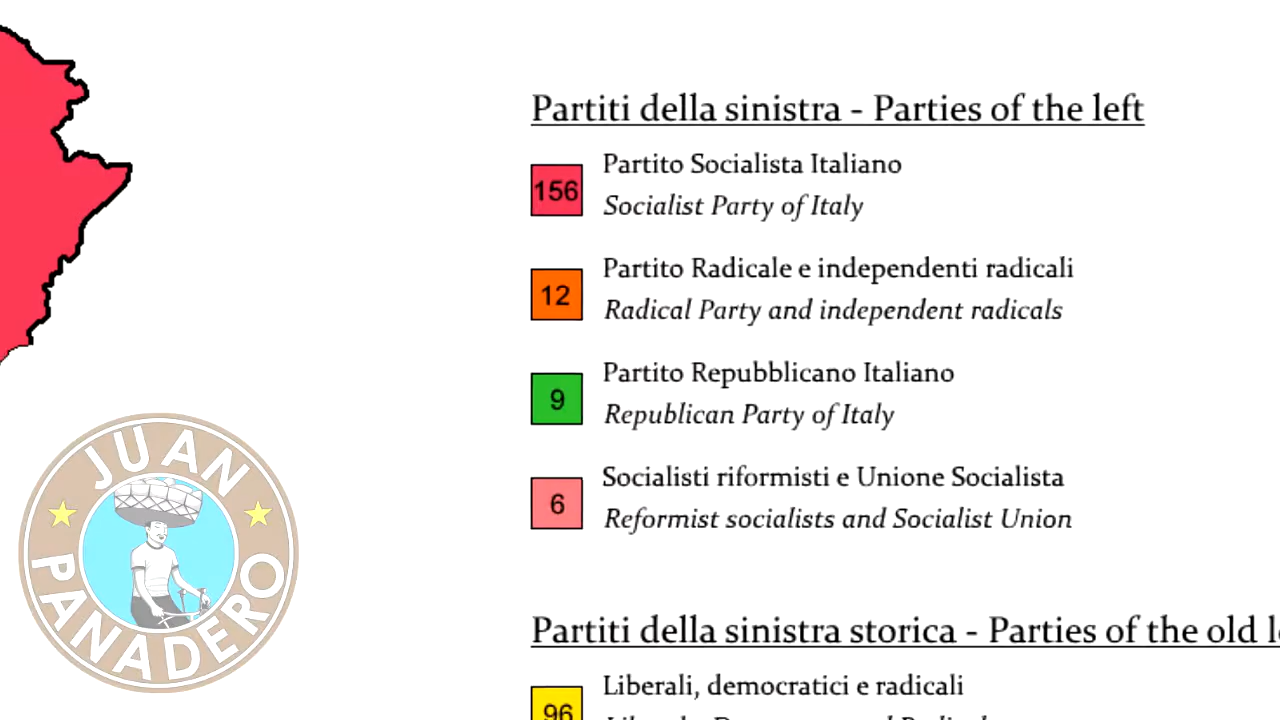 Partiti della sinistra - Parties of the left
156
Partito Socialista Italiano
Socialist Party of Italy
12
Partito Radicale e independenti radicali
Radical Party and independent radicals
9
Partito Repubblicano Italiano
Republican Party of Italy
6
Socialisti riformisti e Unione Socialista
Reformist socialists and Socialist Union
Partiti della sinistra storica - Parties of the old
96
Liberali, democratici e radicali
JUAN
PANADERO